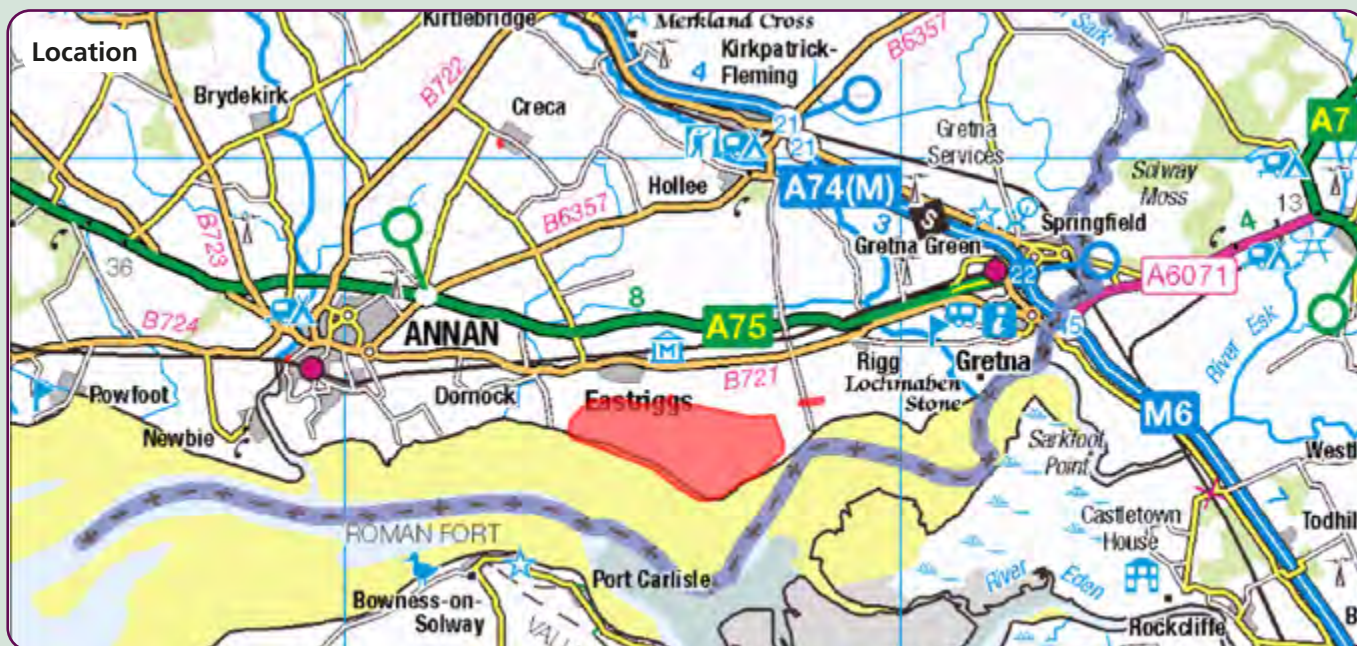 Location
Kirtlebridge
Merkland Cross
Kirkpatrick-
Fleming
B6357
Sark
Brydekirk
B722
Creca
4
21
21
Gretna
Services
A7
Hollee
A74(M)
Solway
Moss
13
B723
B6357
3
S
Springfield
4
36
Gretna Green
22
A6071
B724
ANNAN
8
A75
M
i
45
River Esk
Rigg
Gretna
Powfoot
Dornock
Eastriggs
B721
Lochmaben
Stone
M6
Newbie
Sarkfoot
Point
7
Castletown
House
ROMAN FORT
Port Carlisle
River Eden
Bowness-on-
Solway
Rockcliffe